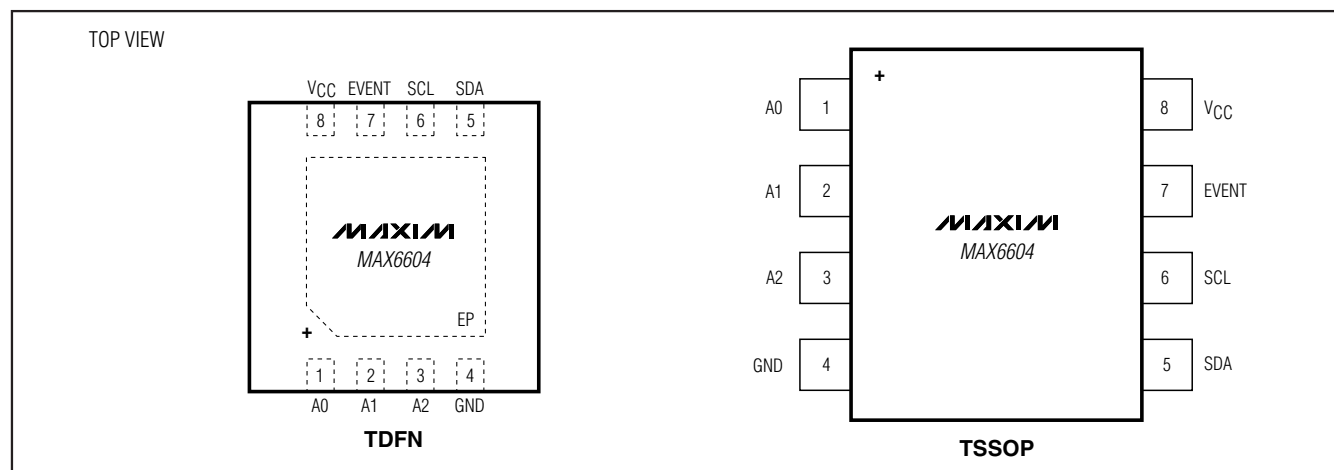 TOP VIEW
VCC EVENT SCL SDA
8 7 6 5
MAXIM
MAX6604
EP
+
1 2 3 4
A0 A1 A2 GND
TDFN
+
A0 1 8 VCC
A1 2 7 EVENT
MAXIM
MAX6604
A2 3 6 SCL
GND 4 5 SDA
TSSOP